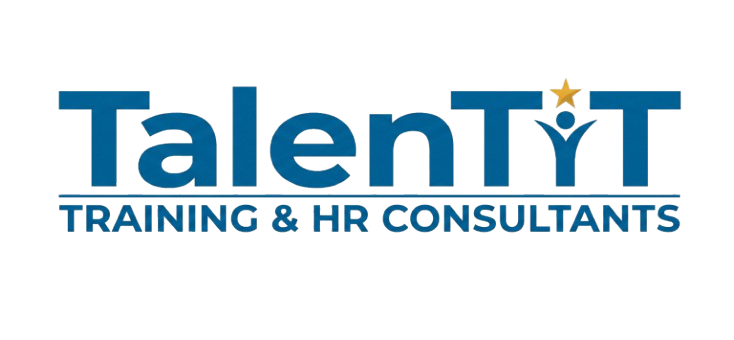 TalenTiT
TRAINING & HR CONSULTANTS